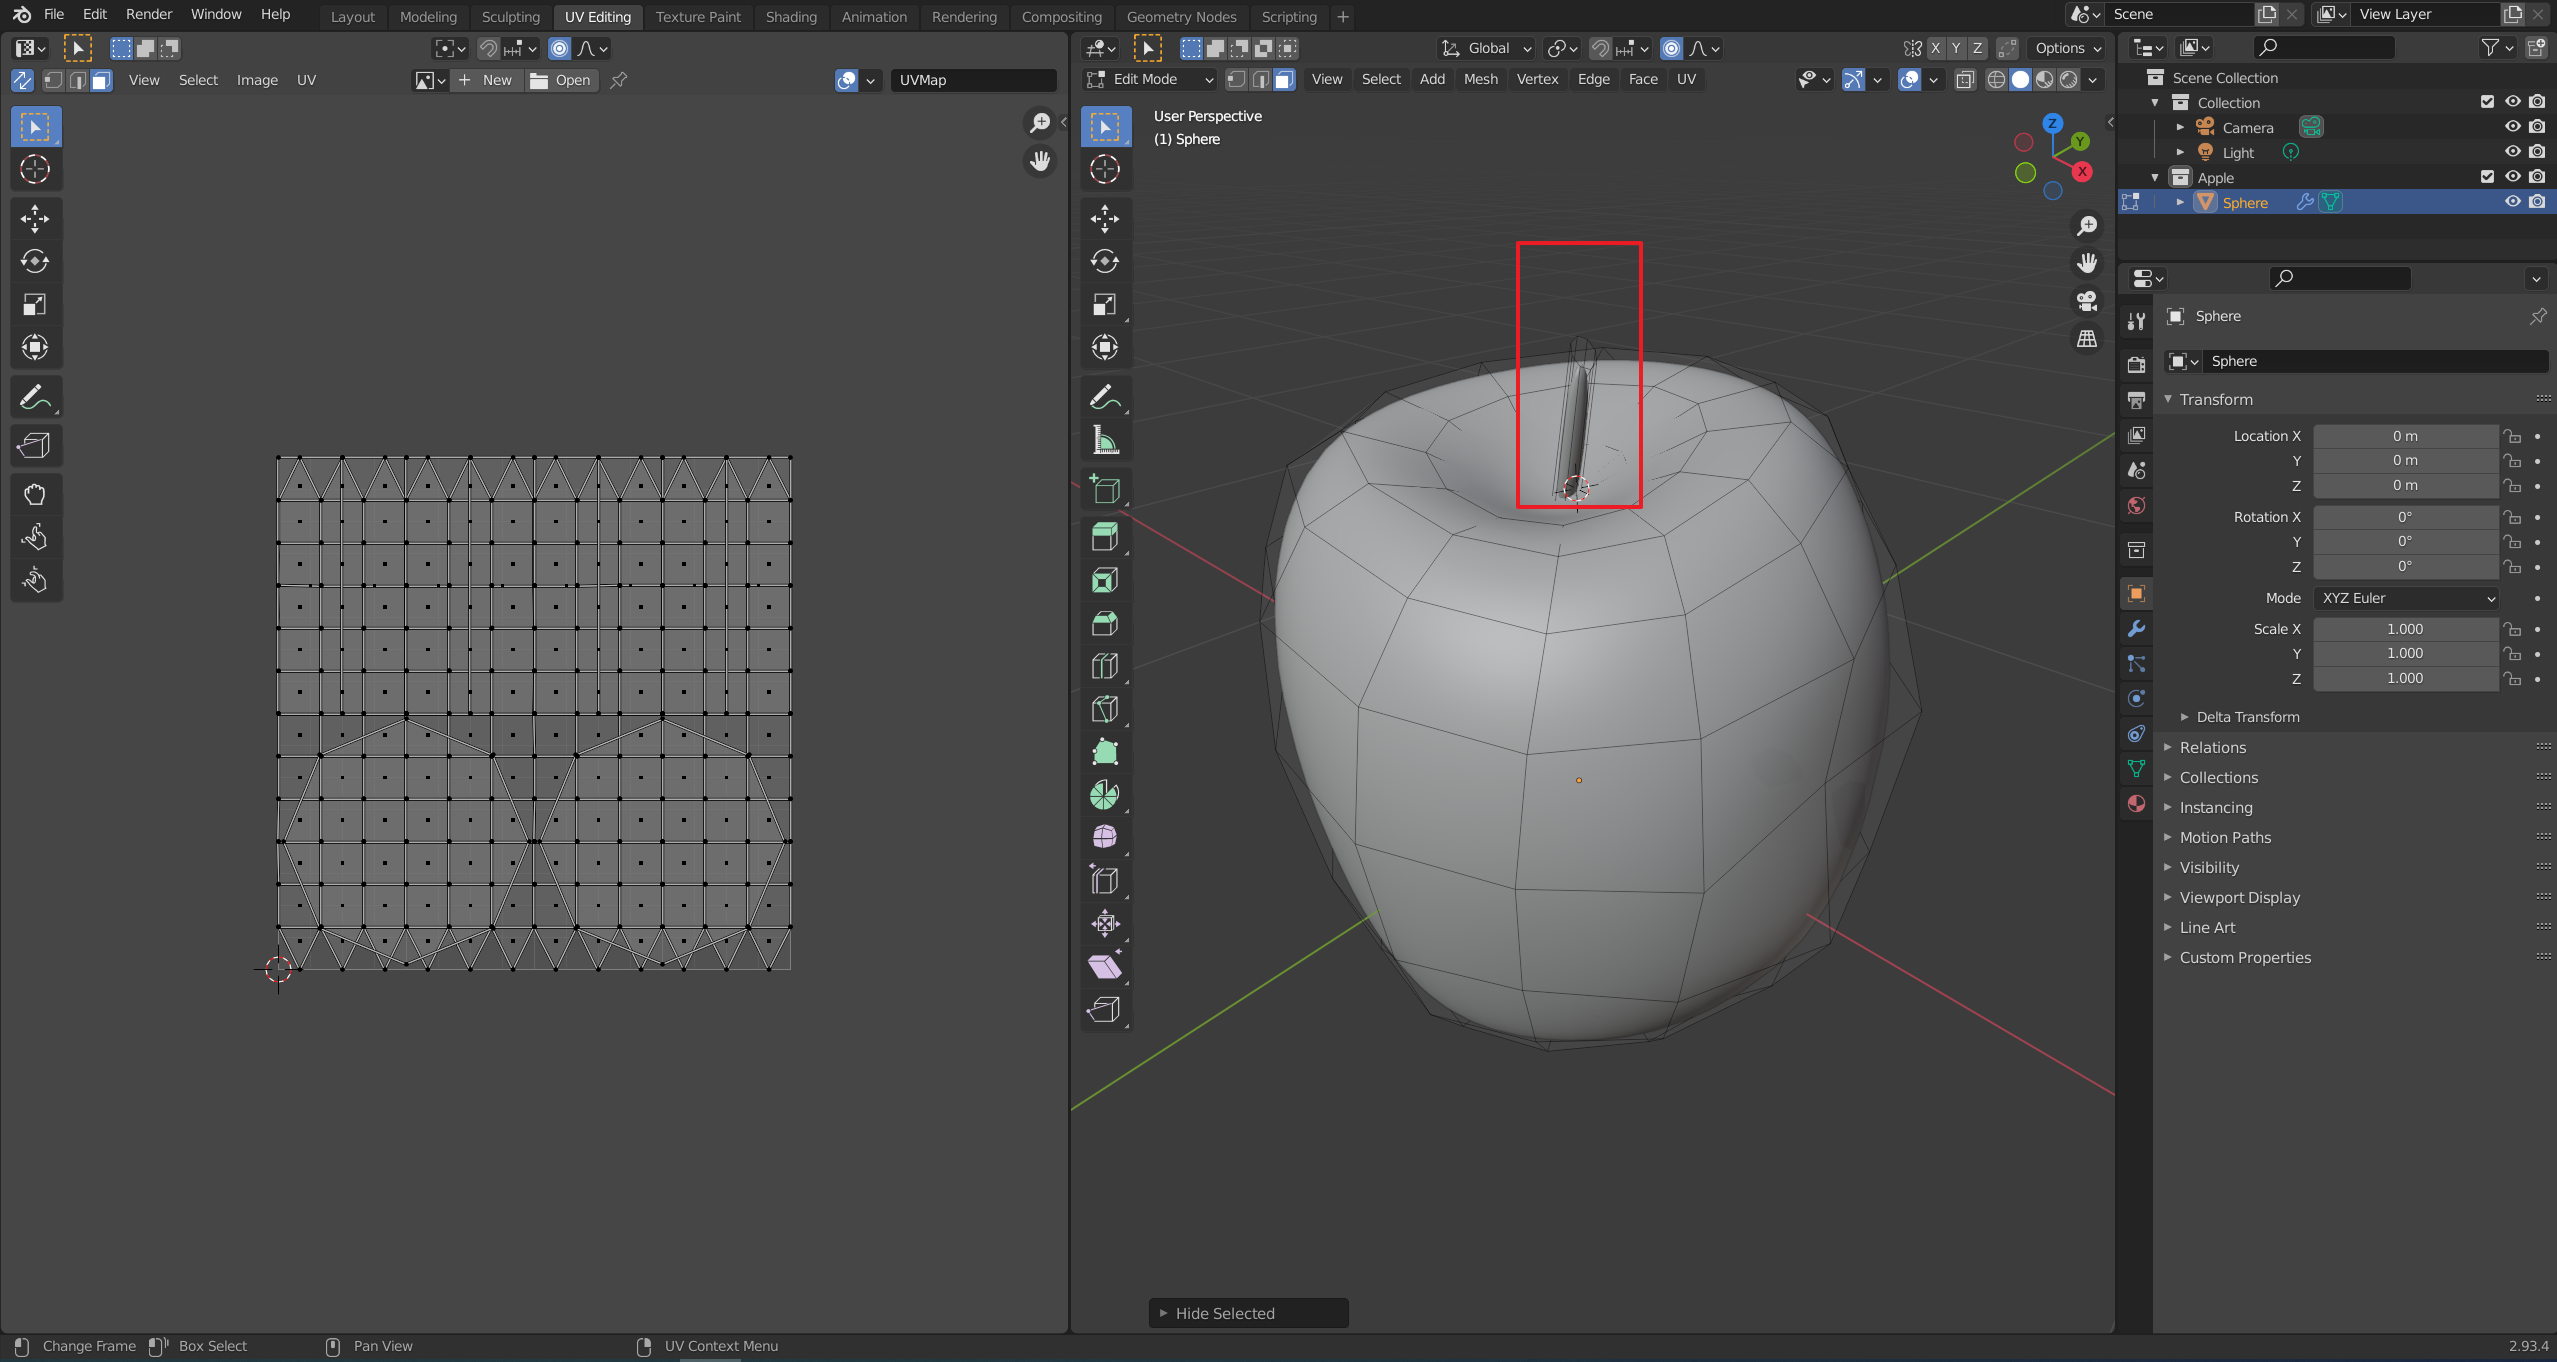 File Edit Render Window Help Layout Modeling Sculpting UV Editing Texture Paint Shading Animation Rendering Compositing Geometry Nodes Scripting + Scene View Layer
Global X Y Z Options
View Select Image UV New Open UVMap
Edit Mode View Select Add Mesh Vertex Edge Face UV
User Perspective
(1) Sphere
Z
Y
X
Scene Collection
Collection
Camera
Light
Apple
Sphere
Sphere
Sphere
Transform
Location X 0 m
Y 0 m
Z 0 m
Rotation X 0°
Y 0°
Z 0°
Mode XYZ Euler
Scale X 1.000
Y 1.000
Z 1.000
Delta Transform
Relations
Collections
Instancing
Motion Paths
Visibility
Viewport Display
Line Art
Custom Properties
Hide Selected
Change Frame Box Select Pan View UV Context Menu 2.93.4